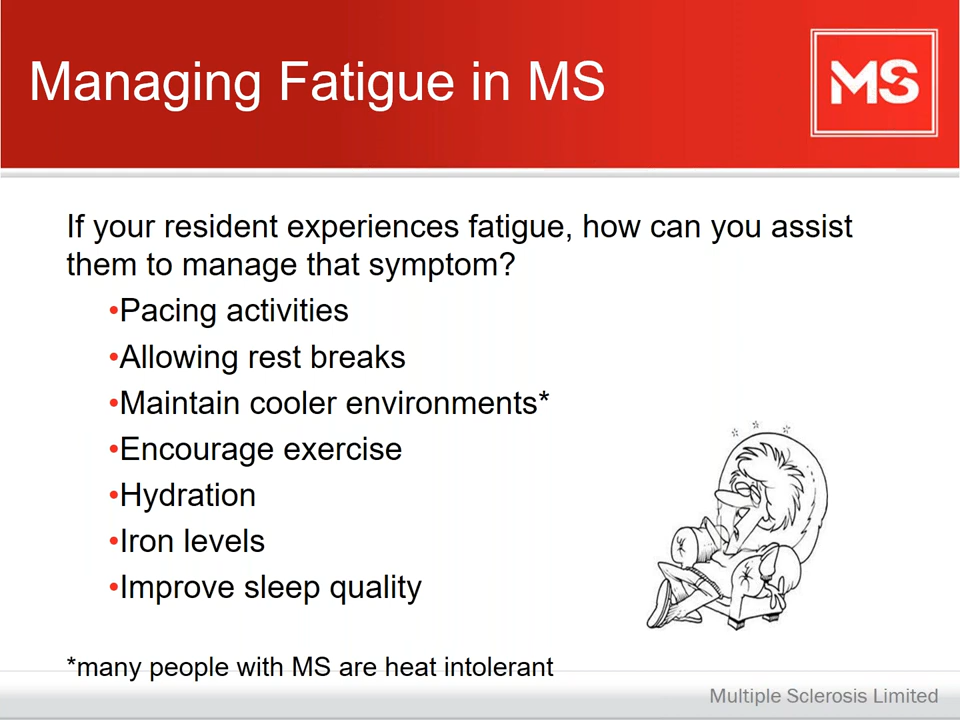 Managing Fatigue in MS
MS
If your resident experiences fatigue, how can you assist
them to manage that symptom?
•Pacing activities
•Allowing rest breaks
•Maintain cooler environments*
•Encourage exercise
•Hydration
•Iron levels
•Improve sleep quality
*many people with MS are heat intolerant
Multiple Sclerosis Limited